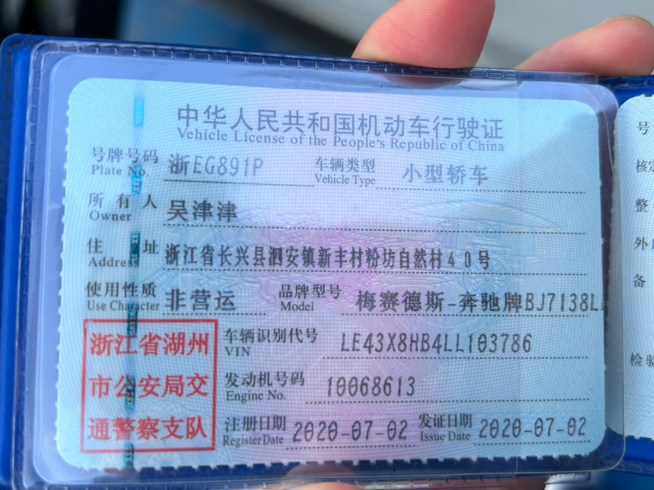 中华人民共和国机动车行驶证
Vehicle License of the People's Republic of China
号牌号码 浙EG891P 车辆类型 小型轿车
Plate No. Vehicle Type
所有人 吴津津
Owner
住址 浙江省长兴县泗安镇新丰村粉坊自然村40号
Address
使用性质 非营运 品牌型号 梅赛德斯-奔驰牌BJ7138L
Use Character Model
浙江省湖州
市公安局交
通警察支队
车辆识别代号 LE43X8HB4LL103786
VIN
发动机号码 10068613
Engine No.
注册日期 2020-07-02 发证日期 2020-07-02
Register Date Issue Date
号
核定
整
外
备
检验